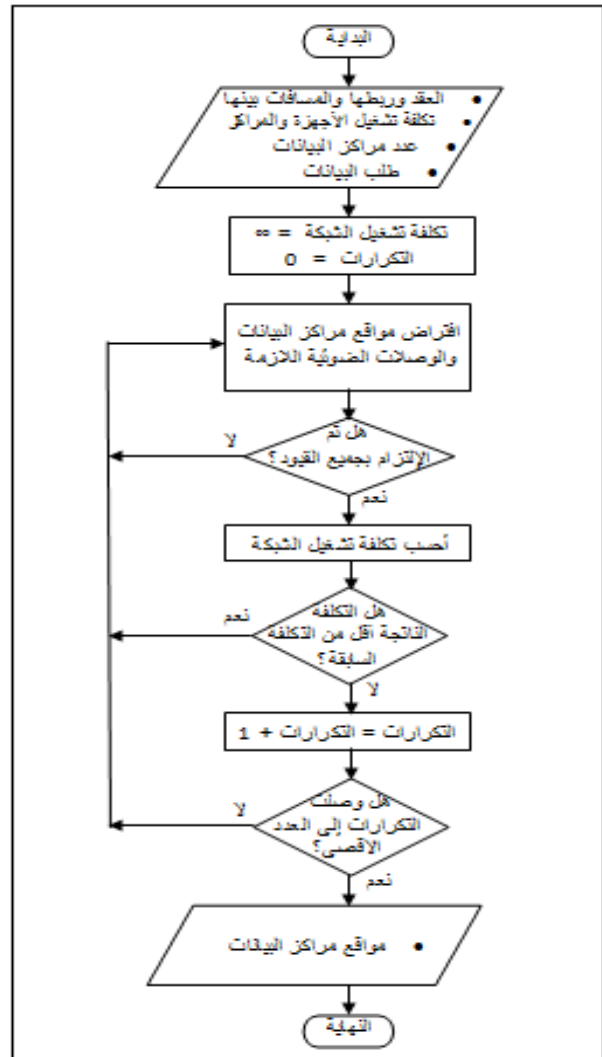 البداية
• العقد وربطها والمسافات بينها
• تكلفة تشغيل الأجهزة والمراكز
• عدد مراكز البيانات
• طلب البيانات
تكلفة تشغيل الشبكة = ∞
التكرارات = 0
افتراض مواقع مراكز البيانات
والوصلات الضوئية اللازمة
هل تم
الإلتزام بجميع القيود؟
لا
نعم
أحسب تكلفة تشغيل الشبكة
هل التكلفة
الناتجة أقل من التكلفة
السابقة؟
نعم
لا
التكرارات = التكرارات + 1
هل وصلت
التكرارات إلى العدد
الاقصى؟
لا
نعم
• مواقع مراكز البيانات
النهاية